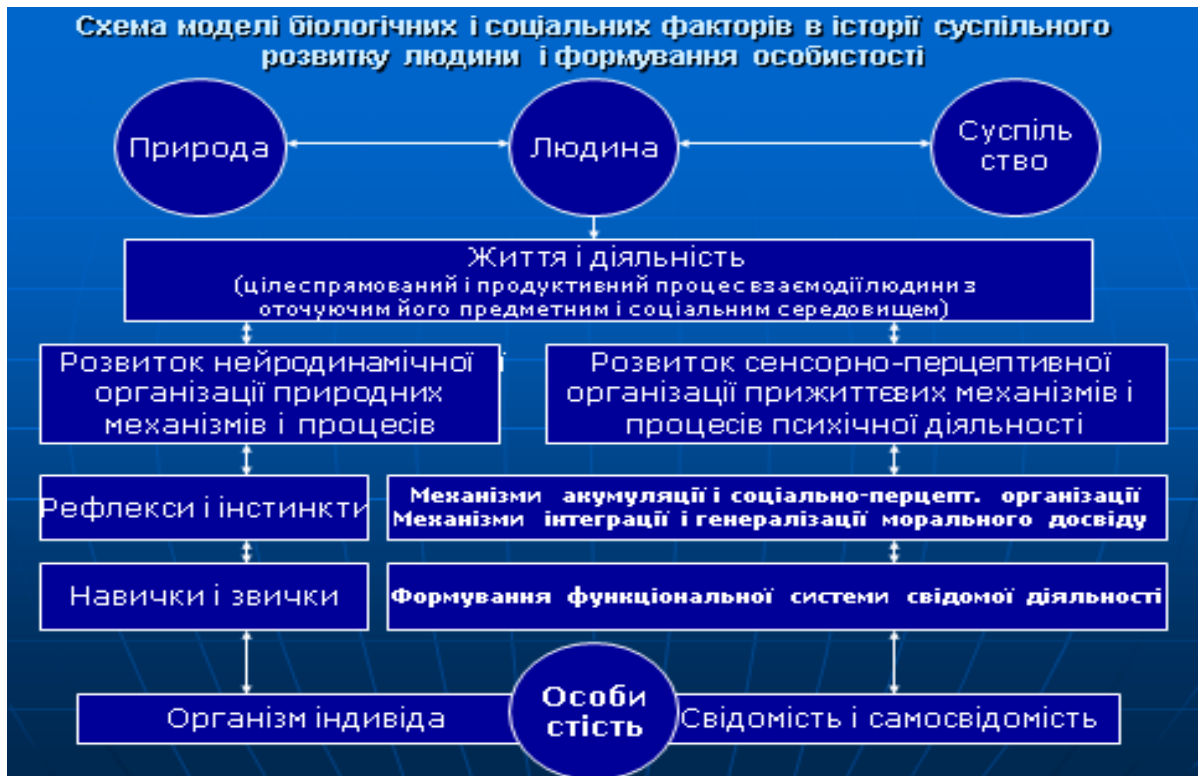 Схема моделі біологічних і соціальних факторів в історії суспільного
розвитку людини і формування особистості
Природа
Людина
Суспіль
ство
Життя і діяльність
(цілеспрямований і продуктивний процес взаємодії людини з
оточуючим його предметним і соціальним середовищем)
Розвиток нейродинамічної
організації природних
механізмів і процесів
Розвиток сенсорно-перцептивної
організації прижиттєвих механізмів і
процесів психічної діяльності
Рефлекси і інстинкти
Механізми акумуляції і соціально-перцепт. організації
Механізми інтеграції і генералізації морального досвіду
Навички і звички
Формування функціональної системи свідомої діяльності
Організм індивіда
Особи
стість
Свідомість і самосвідомість